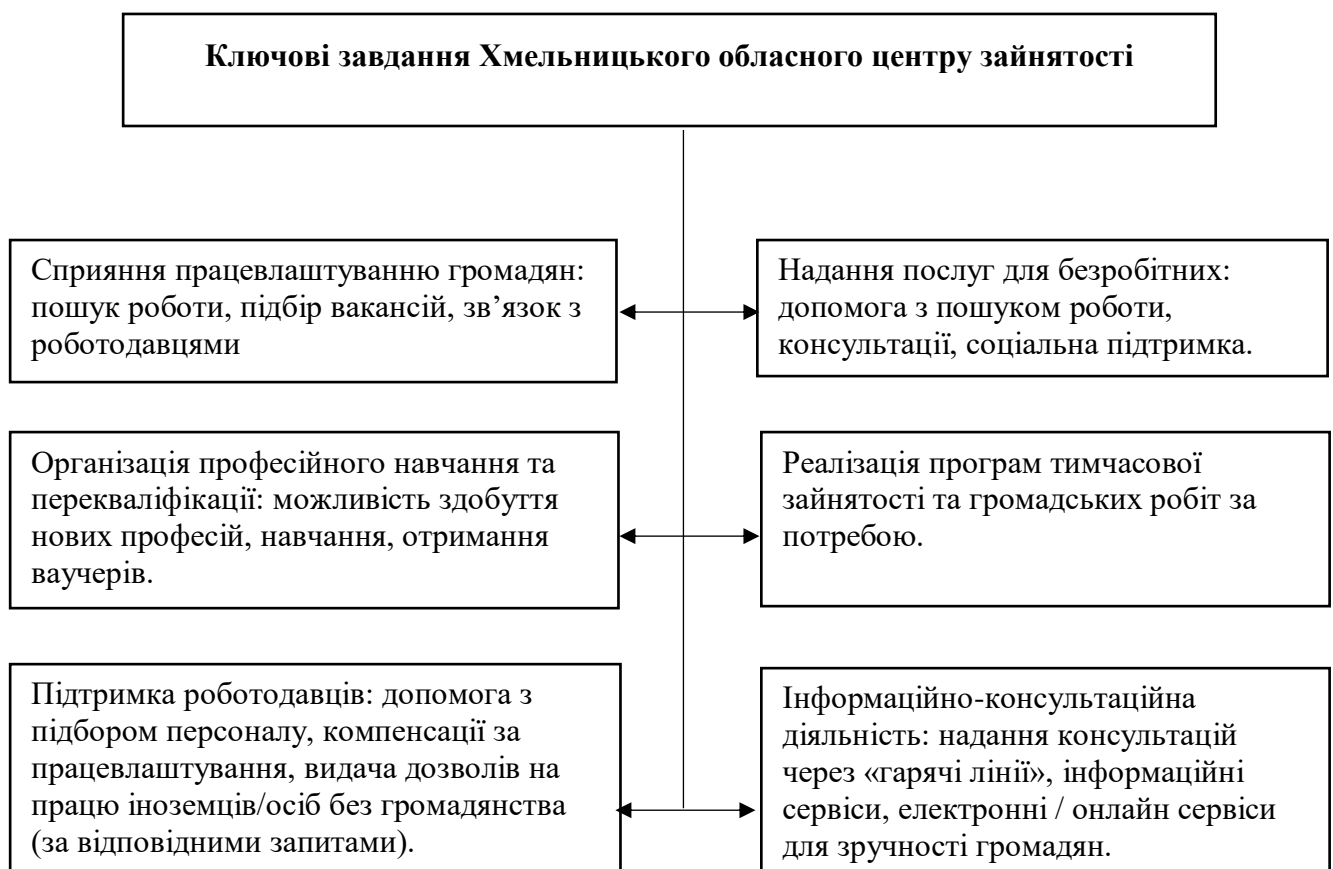 Ключові завдання Хмельницького обласного центру зайнятості
Сприяння працевлаштуванню громадян:
пошук роботи, підбір вакансій, зв’язок з
роботодавцями
Надання послуг для безробітних:
допомога з пошуком роботи,
консультації, соціальна підтримка.
Організація професійного навчання та
перекваліфікації: можливість здобуття
нових професій, навчання, отримання
ваучерів.
Реалізація програм тимчасової
зайнятості та громадських робіт за
потребою.
Підтримка роботодавців: допомога з
підбором персоналу, компенсації за
працевлаштування, видача дозволів на
працю іноземців/осіб без громадянства
(за відповідними запитами).
Інформаційно-консультаційна
діяльність: надання консультацій
через «гарячі лінії», інформаційні
сервіси, електронні / онлайн сервіси
для зручності громадян.